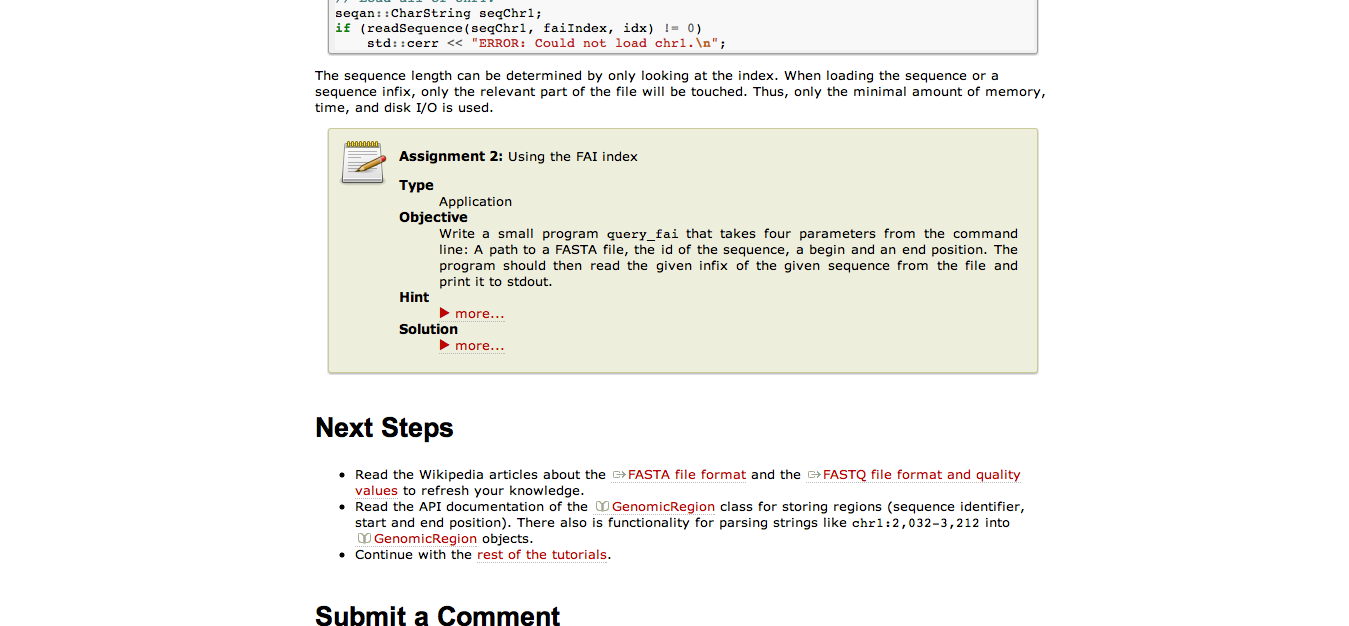 seqan::CharString seqChr1;
if (readSequence(seqChr1, faiIndex, idx) != 0)
    std::cerr << "ERROR: Could not load chr1.\n";
The sequence length can be determined by only looking at the index. When loading the sequence or a
sequence infix, only the relevant part of the file will be touched. Thus, only the minimal amount of memory,
time, and disk I/O is used.
Assignment 2: Using the FAI index
Type
Application
Objective
Write a small program query_fai that takes four parameters from the command
line: A path to a FASTA file, the id of the sequence, a begin and an end position. The
program should then read the given infix of the given sequence from the file and
print it to stdout.
Hint
more...
Solution
more...
Next Steps
• Read the Wikipedia articles about the FASTA file format and the FASTQ file format and quality
values to refresh your knowledge.
• Read the API documentation of the GenomicRegion class for storing regions (sequence identifier,
start and end position). There also is functionality for parsing strings like chr1:2,032-3,212 into
GenomicRegion objects.
• Continue with the rest of the tutorials.
Submit a Comment